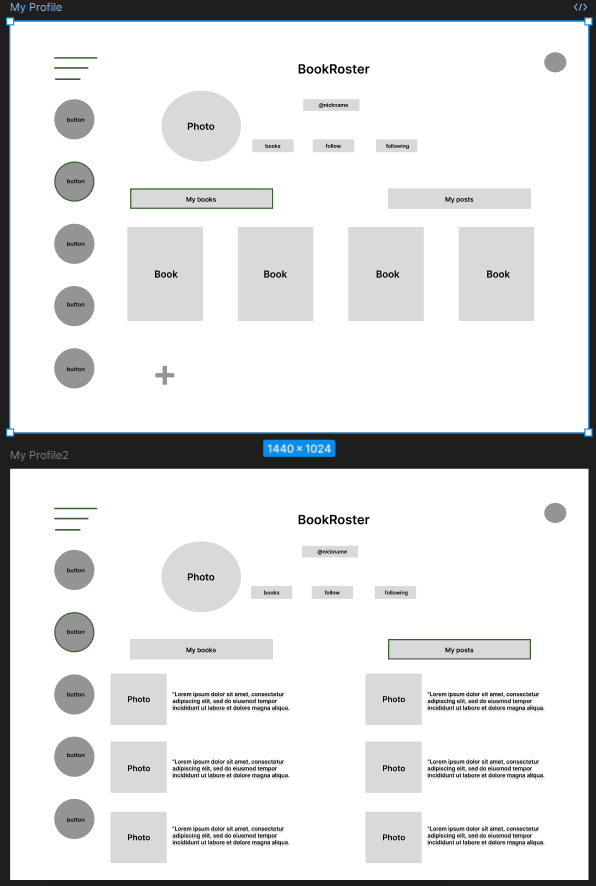 My Profile
BookRoster
@nickname
button
Photo
books
follow
following
button
My books
My posts
button
Book
Book
Book
Book
button
button
+
1440 × 1024
My Profile2
BookRoster
@nickname
button
Photo
books
follow
following
button
My books
My posts
button
Photo
"Lorem ipsum dolor sit amet, consectetur
adipiscing elit, sed do eiusmod tempor
incididunt ut labore et dolore magna aliqua.
Photo
"Lorem ipsum dolor sit amet, consectetur
adipiscing elit, sed do eiusmod tempor
incididunt ut labore et dolore magna aliqua.
button
Photo
"Lorem ipsum dolor sit amet, consectetur
adipiscing elit, sed do eiusmod tempor
incididunt ut labore et dolore magna aliqua.
Photo
"Lorem ipsum dolor sit amet, consectetur
adipiscing elit, sed do eiusmod tempor
incididunt ut labore et dolore magna aliqua.
button
Photo
"Lorem ipsum dolor sit amet, consectetur
adipiscing elit, sed do eiusmod tempor
incididunt ut labore et dolore magna aliqua.
Photo
"Lorem ipsum dolor sit amet, consectetur
adipiscing elit, sed do eiusmod tempor
incididunt ut labore et dolore magna aliqua.